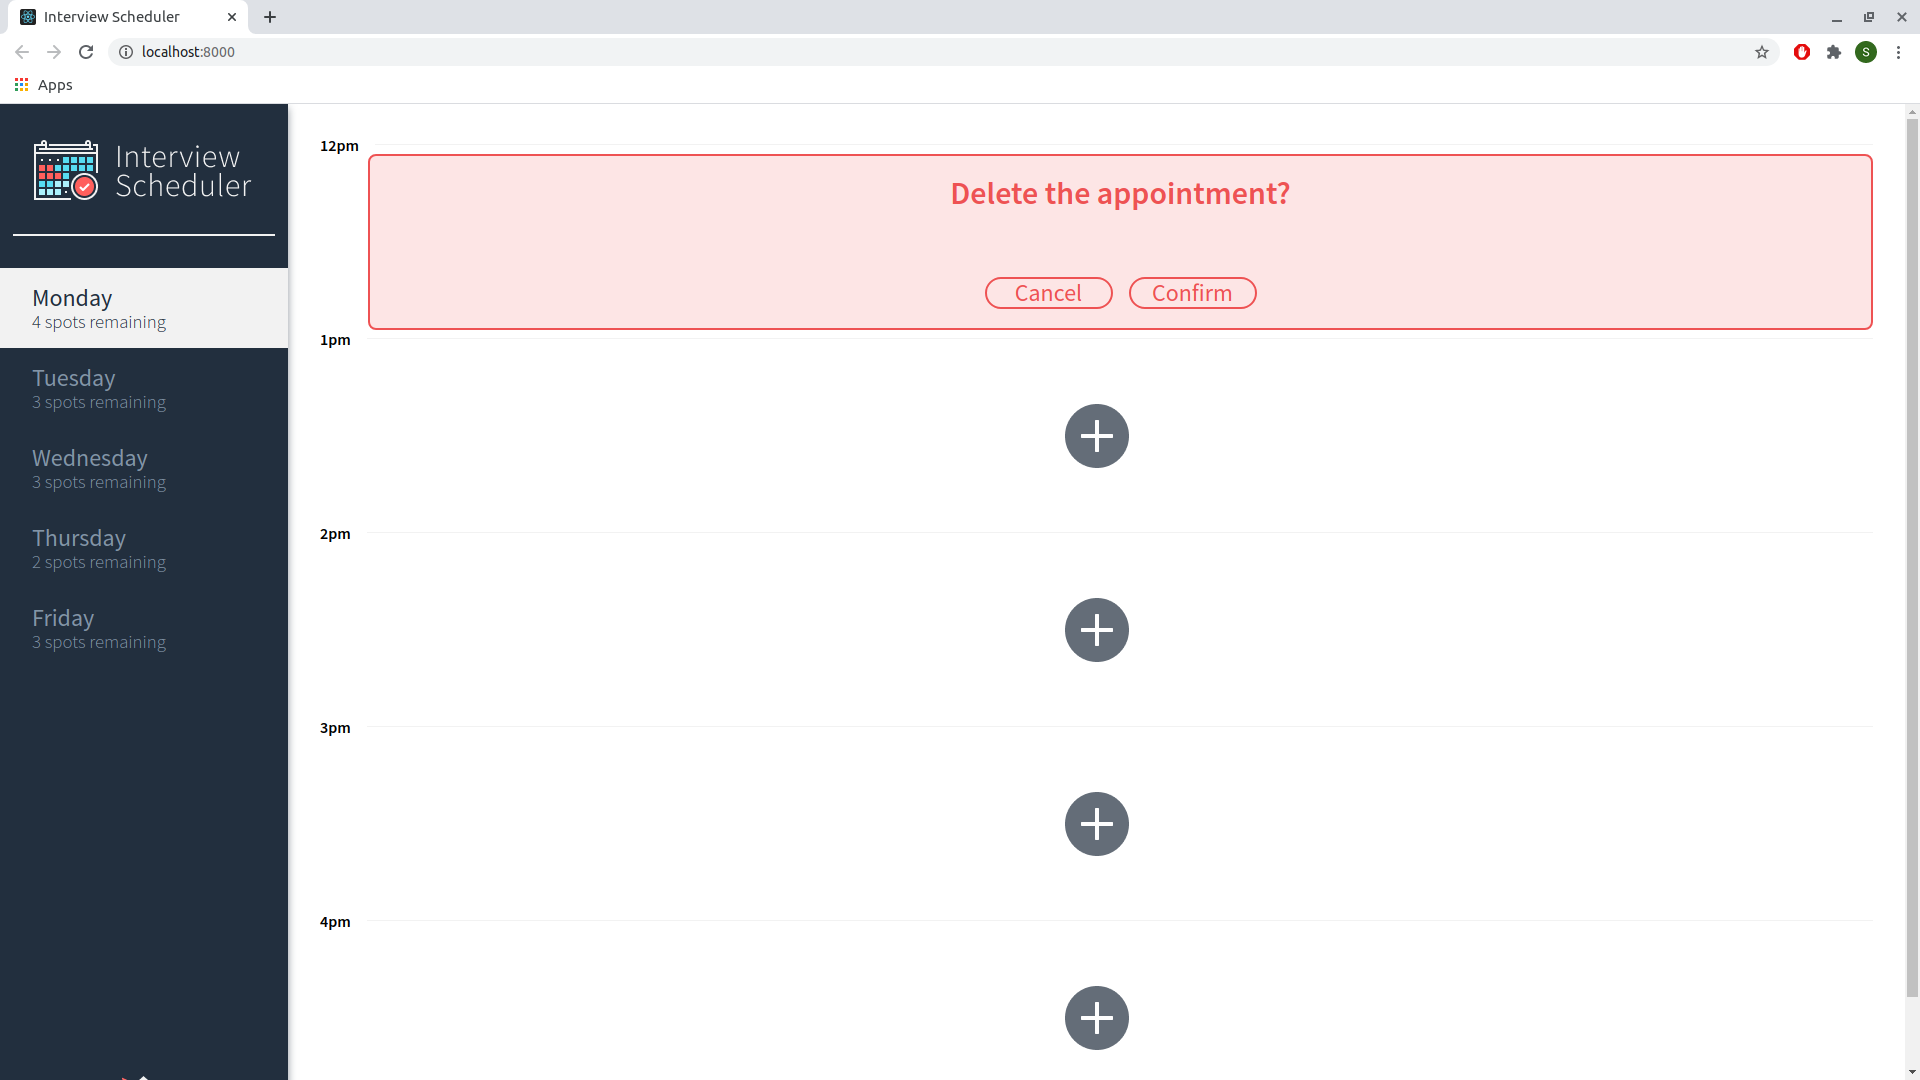 Interview Scheduler
localhost:8000
S
Apps
Interview
Scheduler
Monday
4 spots remaining
Tuesday
3 spots remaining
Wednesday
3 spots remaining
Thursday
2 spots remaining
Friday
3 spots remaining
12pm
Delete the appointment?
Cancel Confirm
1pm
2pm
3pm
4pm